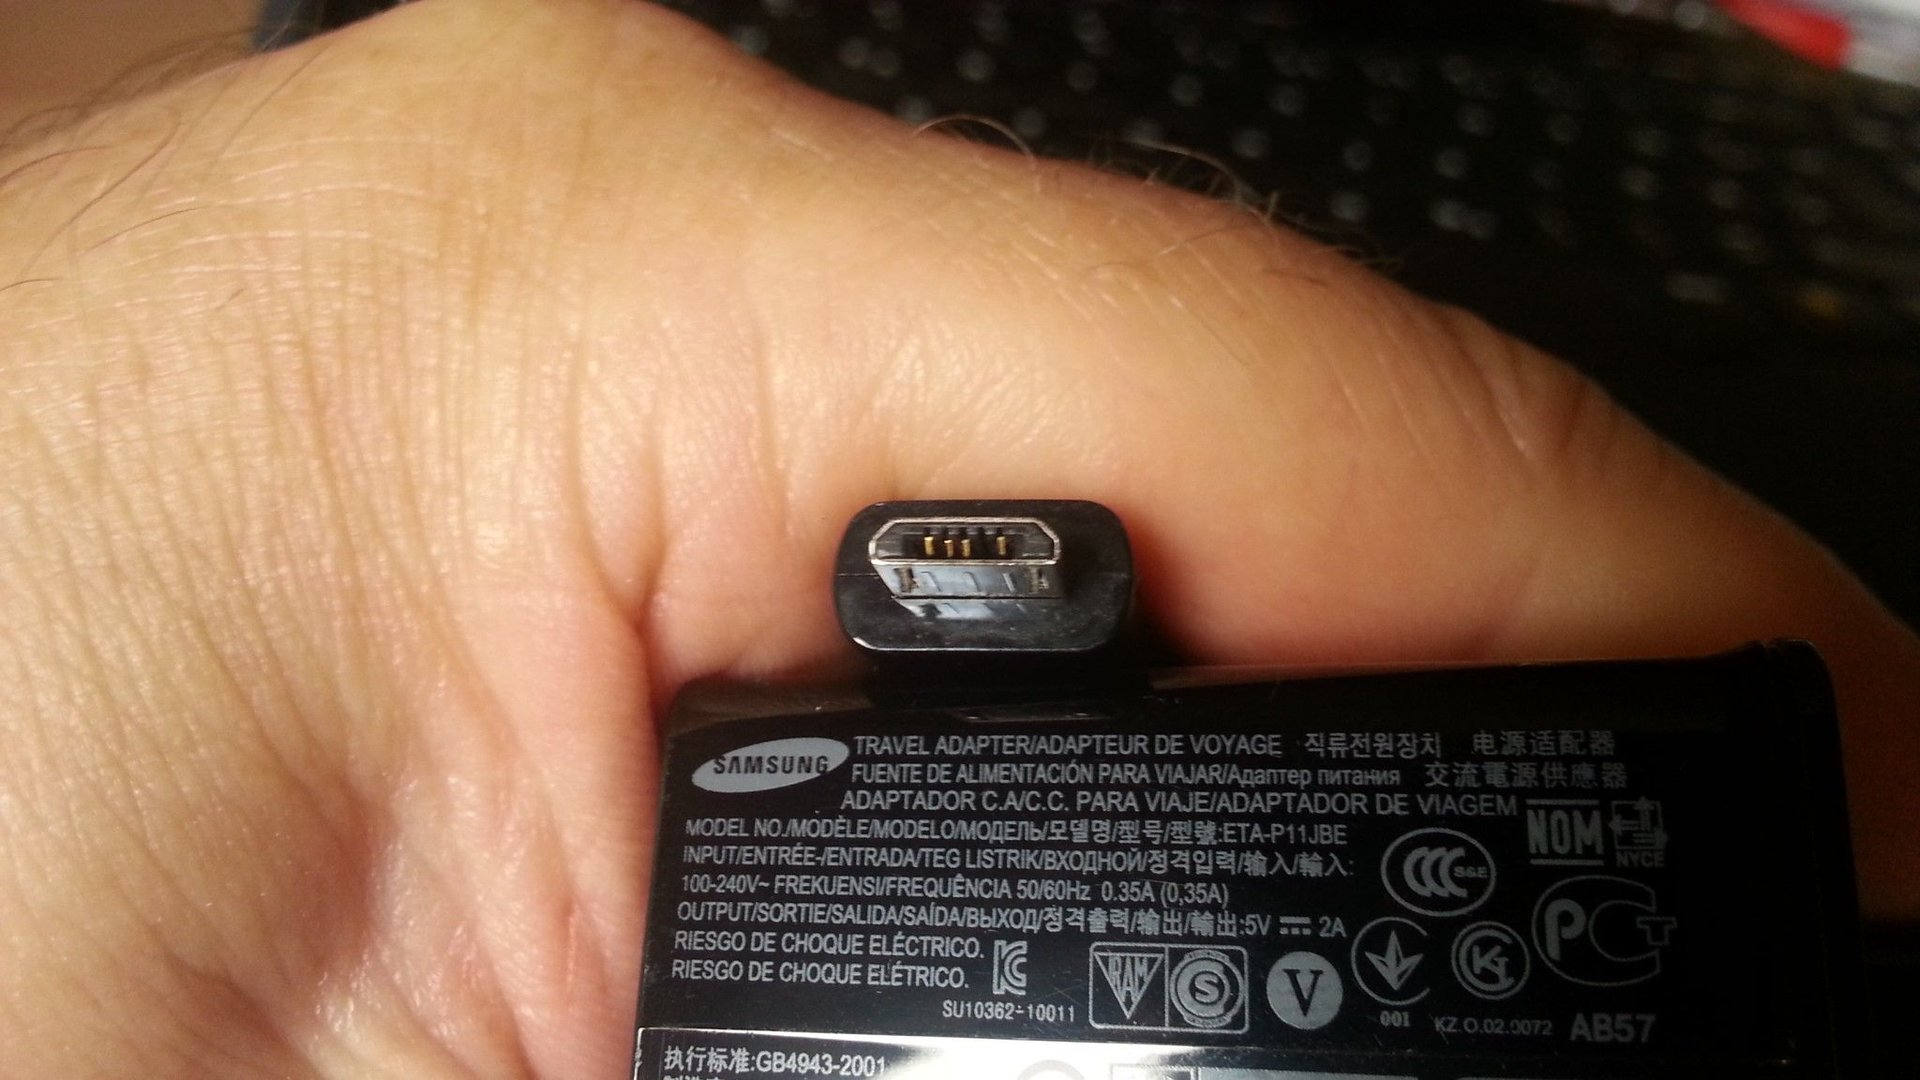 SAMSUNG
TRAVEL ADAPTER/ADAPTEUR DE VOYAGE 직류전원장치 电源适配器
FUENTE DE ALIMENTACIÓN PARA VIAJAR/Адаптер питания 交流電源供應器
ADAPTADOR C.A/C.C. PARA VIAJE/ADAPTADOR DE VIAGEM
MODEL NO./MODÈLE/MODELO/МОДЕЛЬ/모델명/型号/型號:ETA-P11JBE
INPUT/ENTRÉE-/ENTRADA/TEG LISTRIK/ВХОДНОЙ/정격입력/输入/輸入:
100-240V~ FREKUENSI/FREQUÊNCIA 50/60Hz 0.35A (0,35A)
OUTPUT/SORTIE/SALIDA/SAÍDA/ВЫХОД/정격출력/输出/輸出:5V ⎓ 2A
RIESGO DE CHOQUE ELÉCTRICO.
RIESGO DE CHOQUE ELÉTRICO.
SU10362-10011
NOM
NYCE
CCC S&E
RAM
S
V
001
KZ.O.02.0072
AB57
执行标准:GB4943-2001